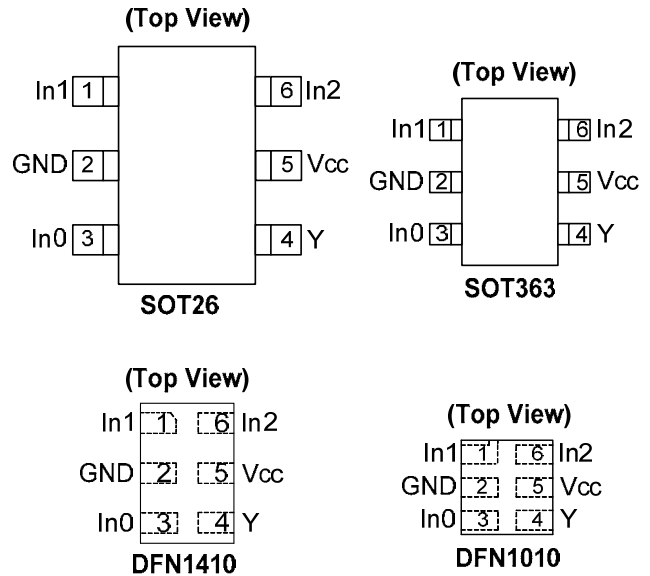 (Top View)
In1 1 6 In2
GND 2 5 Vcc
In0 3 4 Y
SOT26
(Top View)
In1 1 6 In2
GND 2 5 Vcc
In0 3 4 Y
SOT363
(Top View)
In1 1 6 In2
GND 2 5 Vcc
In0 3 4 Y
DFN1410
(Top View)
In1 1 6 In2
GND 2 5 Vcc
In0 3 4 Y
DFN1010